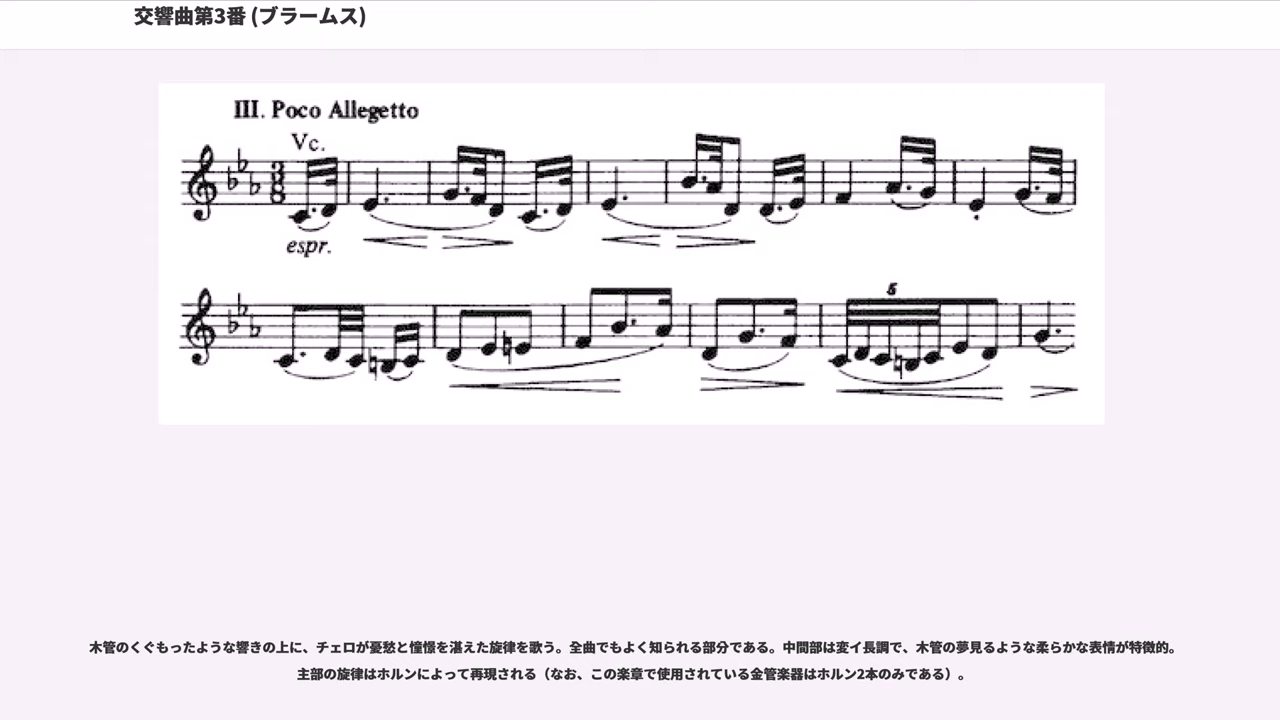 交響曲第3番 (ブラームス)
III. Poco Allegetto
Vc.
3
8
espr.
5
木管のくぐもったような響きの上に、チェロが憂愁と憧憬を湛えた旋律を歌う。全曲でもよく知られる部分である。中間部は変イ長調で、木管の夢見るような柔らかな表情が特徴的。
主部の旋律はホルンによって再現される（なお、この楽章で使用されている金管楽器はホルン2本のみである）。